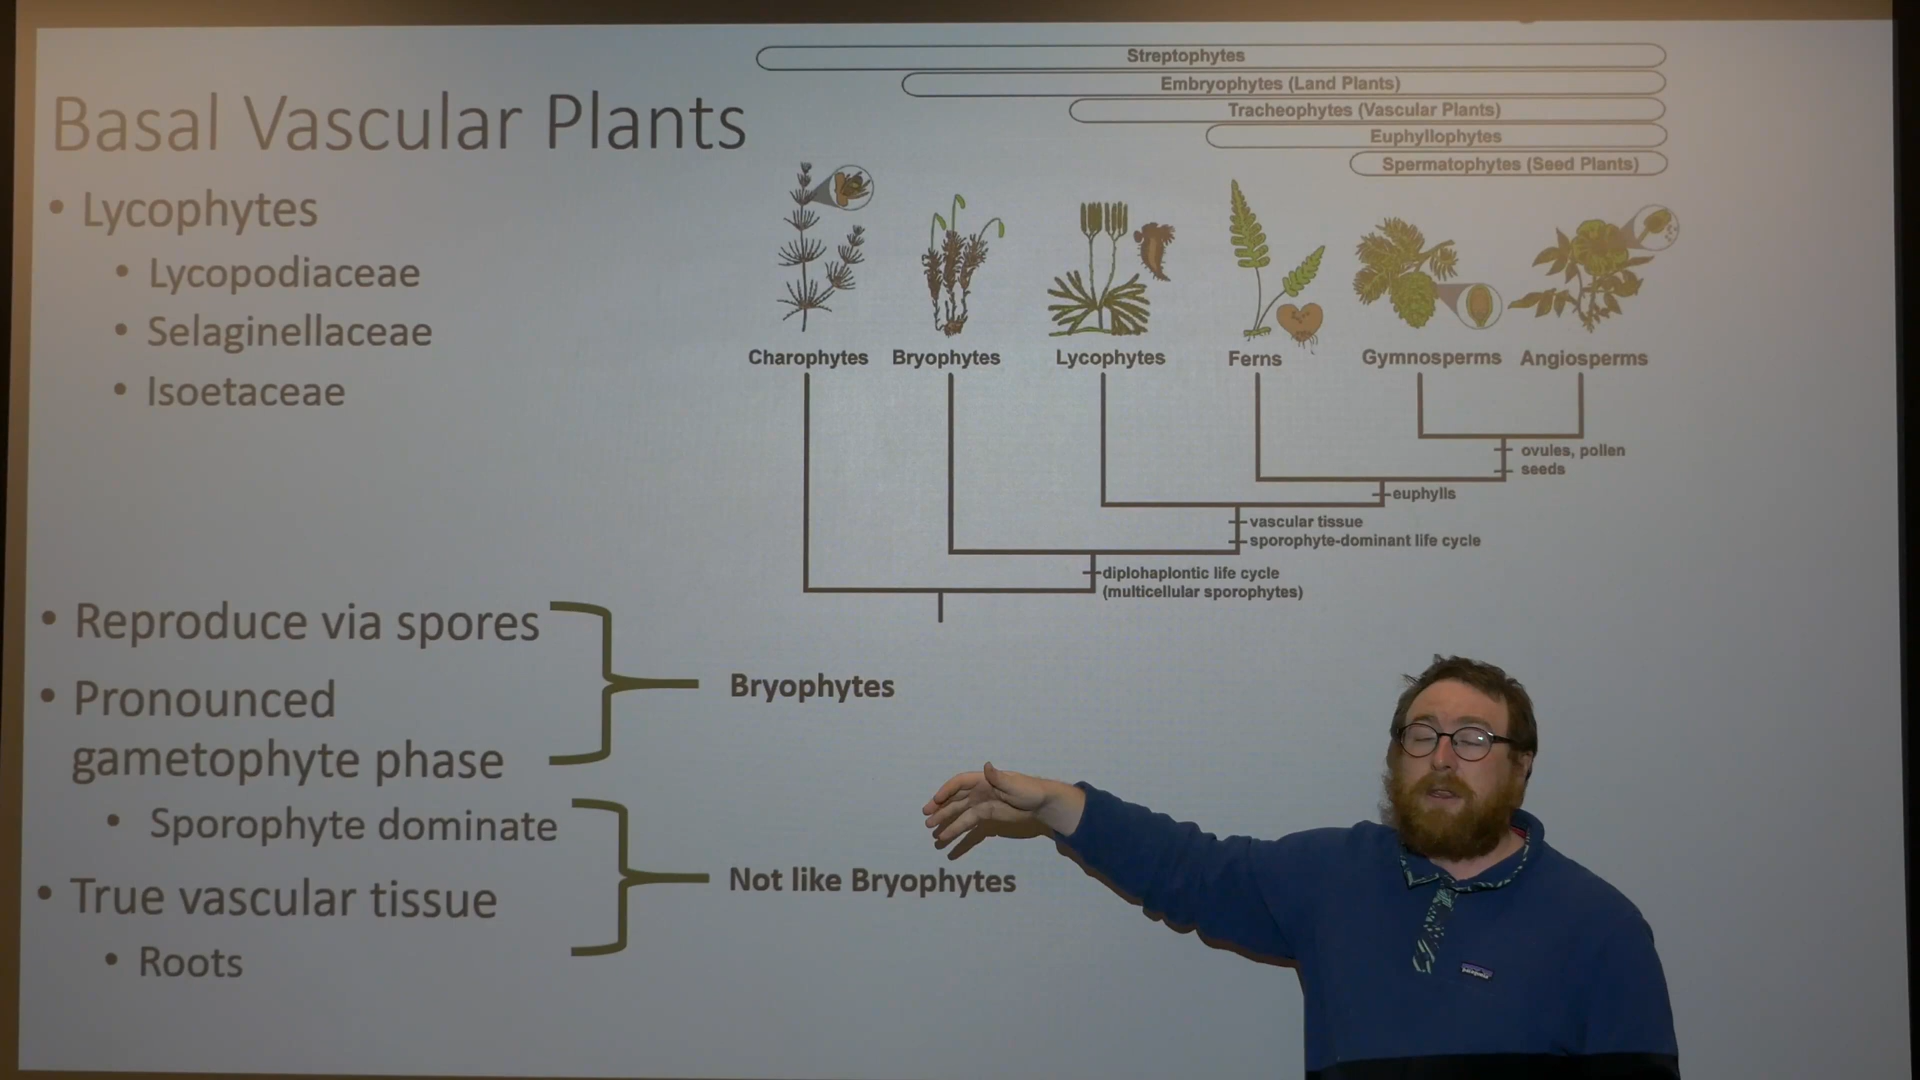 Basal Vascular Plants
• Lycophytes
• Lycopodiaceae
• Selaginellaceae
• Isoetaceae
Streptophytes
Embryophytes (Land Plants)
Tracheophytes (Vascular Plants)
Euphyllophytes
Spermatophytes (Seed Plants)
Charophytes
Bryophytes
Lycophytes
Ferns
Gymnosperms
Angiosperms
ovules, pollen
seeds
euphylls
vascular tissue
sporophyte-dominant life cycle
diplohaplontic life cycle
(multicellular sporophytes)
• Reproduce via spores
• Pronounced
gametophyte phase
Bryophytes
• Sporophyte dominate
• True vascular tissue
• Roots
Not like Bryophytes
patagonia